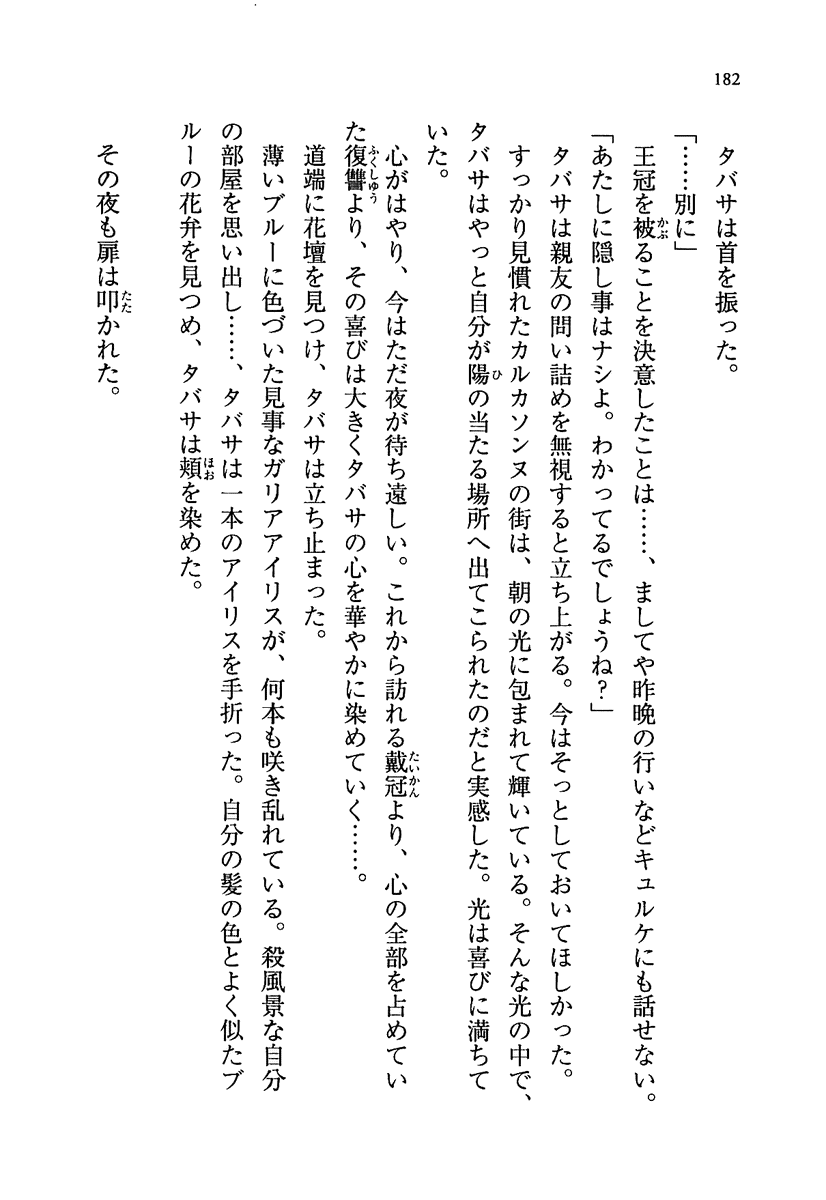 182
タバサは首を振った。
「……別に」
王冠を被ることを決意したことは……、ましてや昨晩の行いなどキュルケにも話せない。
「あたしに隠し事はナシよ。わかってるでしょうね？」
タバサは親友の問い詰めを無視すると立ち上がる。今はそっとしておいてほしかった。
すっかり見慣れたカルカソンヌの街は、朝の光に包まれて輝いている。そんな光の中で、
タバサはやっと自分が陽の当たる場所へ出てこられたのだと実感した。光は喜びに満ちて
いた。
心がはやり、今はただ夜が待ち遠しい。これから訪れる戴冠より、心の全部を占めてい
た復讐より、その喜びは大きくタバサの心を華やかに染めていく……。
道端に花壇を見つけ、タバサは立ち止まった。
薄いブルーに色づいた見事なガリアアイリスが、何本も咲き乱れている。殺風景な自分
の部屋を思い出し……、タバサは一本のアイリスを手折った。自分の髪の色とよく似たブ
ルーの花弁を見つめ、タバサは頬を染めた。
その夜も扉は叩かれた。